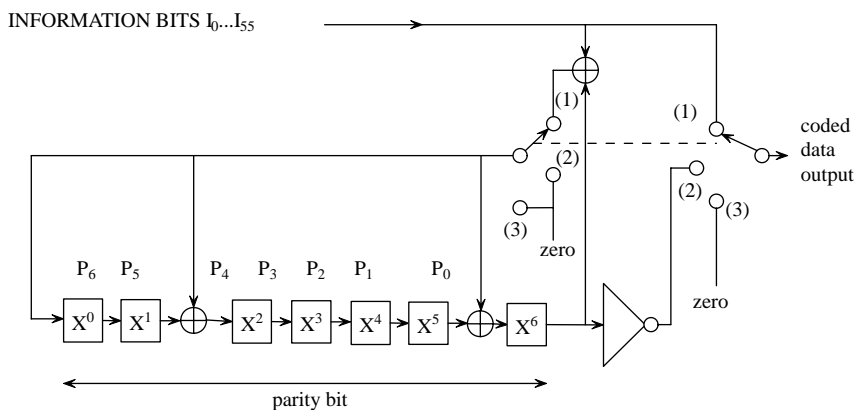 INFORMATION BITS I0...I55
(1)
(1)
coded
data
output
(2)
(2)
(3)
(3)
zero
zero
P6 P5 P4 P3 P2 P1 P0
X0 X1 X2 X3 X4 X5 X6
parity bit